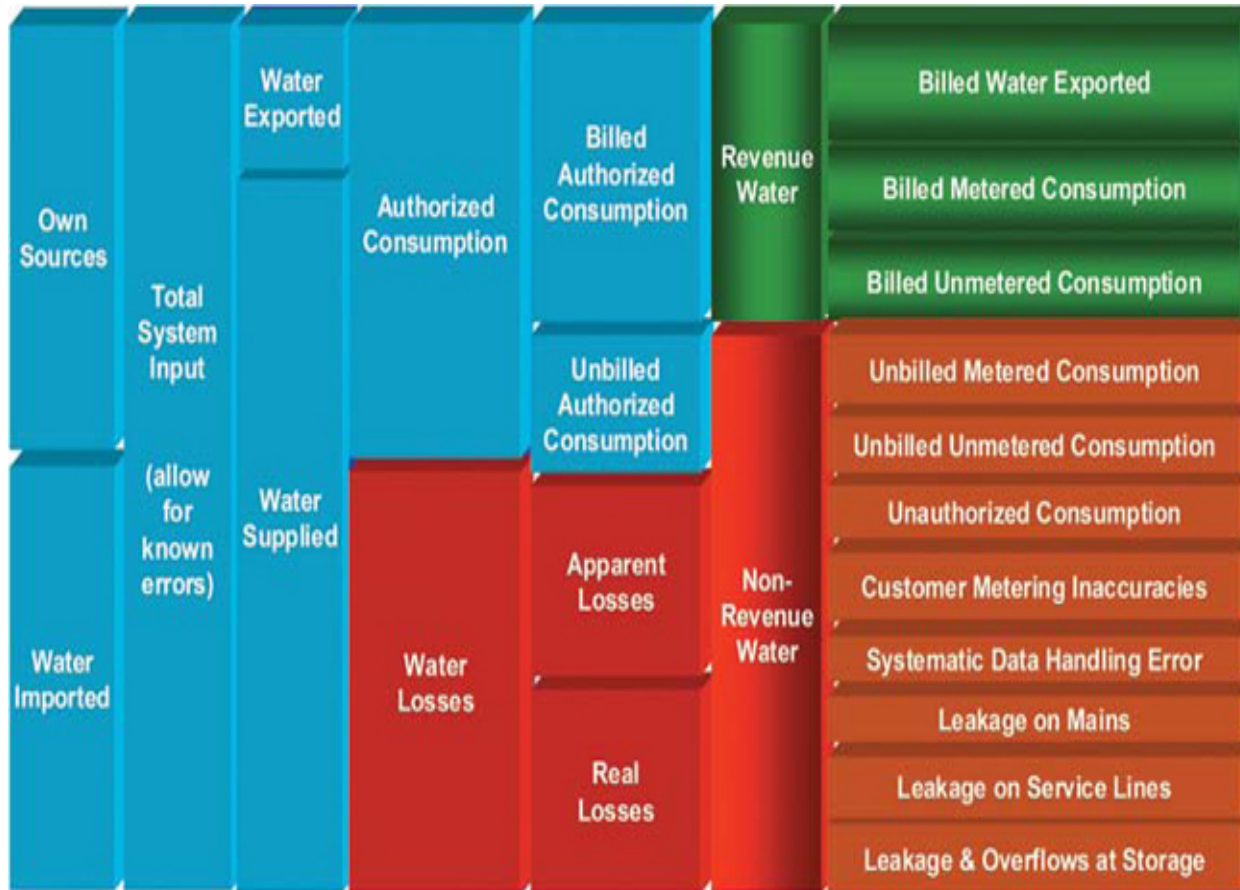 Own
Sources
Water
Imported
Total
System
Input
(allow
for
known
errors)
Water
Exported
Water
Supplied
Authorized
Consumption
Water
Losses
Billed
Authorized
Consumption
Unbilled
Authorized
Consumption
Apparent
Losses
Real
Losses
Revenue
Water
Non-
Revenue
Water
Billed Water Exported
Billed Metered Consumption
Billed Unmetered Consumption
Unbilled Metered Consumption
Unbilled Unmetered Consumption
Unauthorized Consumption
Customer Metering Inaccuracies
Systematic Data Handling Error
Leakage on Mains
Leakage on Service Lines
Leakage & Overflows at Storage